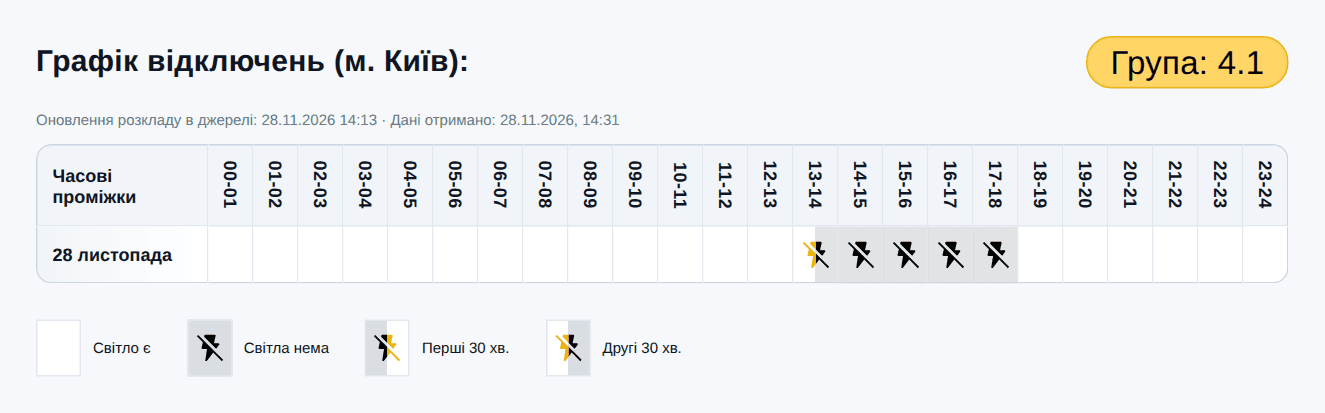 Графік відключень (м. Київ):
Група: 4.1
Оновлення розкладу в джерелі: 28.11.2026 14:13 · Дані отримано: 28.11.2026, 14:31
Часові
проміжки
00-01
01-02
02-03
03-04
04-05
05-06
06-07
07-08
08-09
09-10
10-11
11-12
12-13
13-14
14-15
15-16
16-17
17-18
18-19
19-20
20-21
21-22
22-23
23-24
28 листопада
Світло є
Світла нема
Перші 30 хв.
Другі 30 хв.